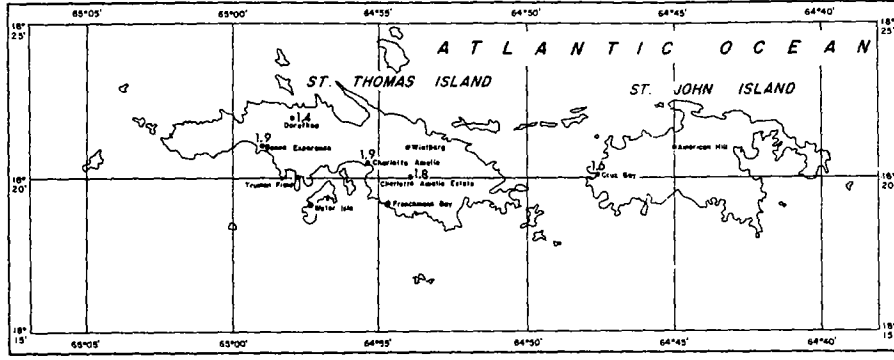 65°05' 65°00' 64°55' 64°50' 64°45' 64°40'
18° 25' 18° 25'
ATLANTIC OCEAN
ST. THOMAS ISLAND
ST. JOHN ISLAND
1.4
Dorothea
1.9
Bonne Esperance
Wintberg
1.9
Charlotte Amalie
American Hill
1.6
Cruz Bay
18° 20' 18° 20'
Truman Field
1.8
Charlotte Amalie Estate
Water Isle
Frenchmans Bay
18° 15' 18° 15'
65°05' 65°00' 64°55' 64°50' 64°45' 64°40'